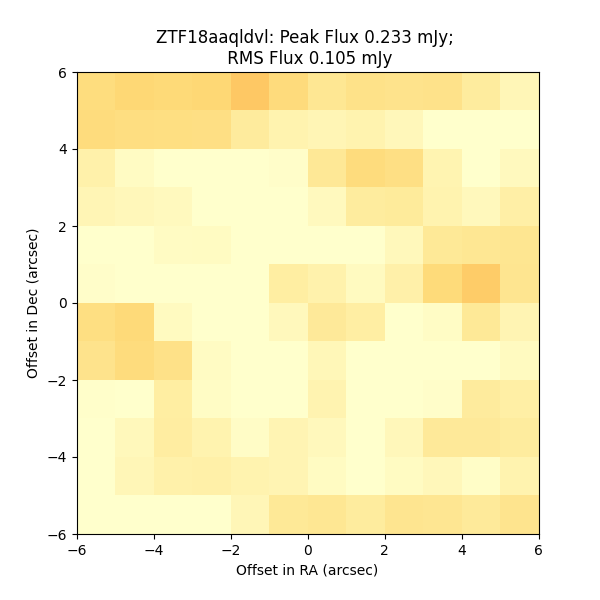 ZTF18aaqldvl: Peak Flux 0.233 mJy;
RMS Flux 0.105 mJy
6
4
2
0
−2
−4
−6
Offset in Dec (arcsec)
−6 −4 −2 0 2 4 6
Offset in RA (arcsec)